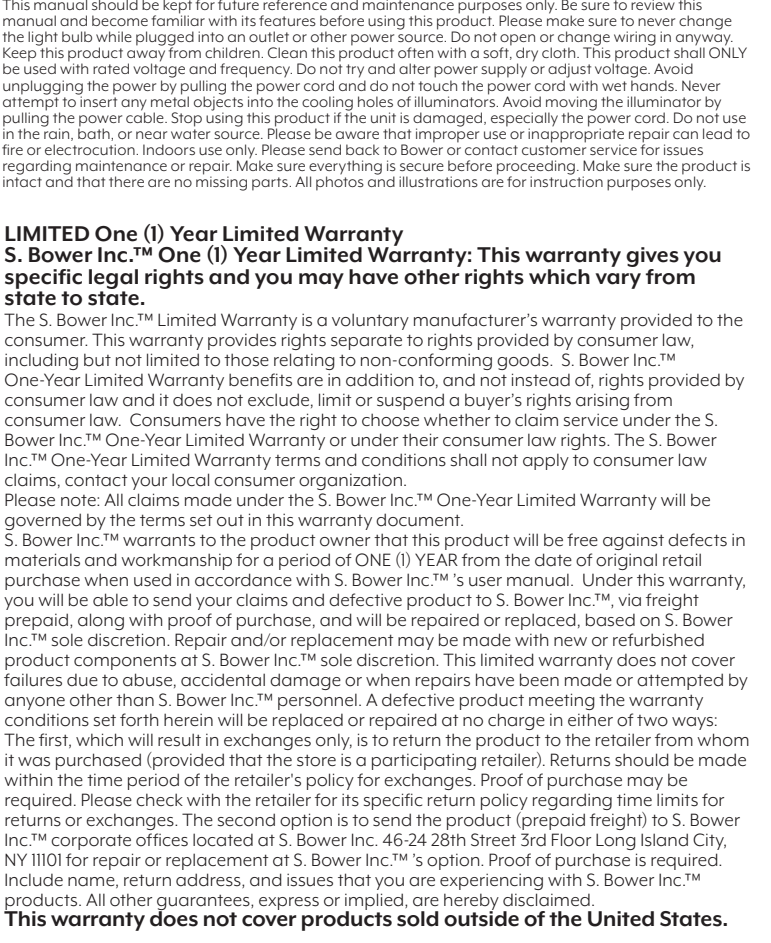 This manual should be kept for future reference and maintenance purposes only. Be sure to review this
manual and become familiar with its features before using this product. Please make sure to never change
the light bulb while plugged into an outlet or other power source. Do not open or change wiring in anyway.
Keep this product away from children. Clean this product often with a soft, dry cloth. This product shall ONLY
be used with rated voltage and frequency. Do not try and alter power supply or adjust voltage. Avoid
unplugging the power by pulling the power cord and do not touch the power cord with wet hands. Never
attempt to insert any metal objects into the cooling holes of illuminators. Avoid moving the illuminator by
pulling the power cable. Stop using this product if the unit is damaged, especially the power cord. Do not use
in the rain, bath, or near water source. Please be aware that improper use or inappropriate repair can lead to
fire or electrocution. Indoors use only. Please send back to Bower or contact customer service for issues
regarding maintenance or repair. Make sure everything is secure before proceeding. Make sure the product is
intact and that there are no missing parts. All photos and illustrations are for instruction purposes only.
LIMITED One (1) Year Limited Warranty
S. Bower Inc.™ One (1) Year Limited Warranty: This warranty gives you
specific legal rights and you may have other rights which vary from
state to state.
The S. Bower Inc.™ Limited Warranty is a voluntary manufacturer's warranty provided to the
consumer. This warranty provides rights separate to rights provided by consumer law,
including but not limited to those relating to non-conforming goods.  S. Bower Inc.™
One-Year Limited Warranty benefits are in addition to, and not instead of, rights provided by
consumer law and it does not exclude, limit or suspend a buyer's rights arising from
consumer law.  Consumers have the right to choose whether to claim service under the S.
Bower Inc.™ One-Year Limited Warranty or under their consumer law rights. The S. Bower
Inc.™ One-Year Limited Warranty terms and conditions shall not apply to consumer law
claims, contact your local consumer organization.
Please note: All claims made under the S. Bower Inc.™ One-Year Limited Warranty will be
governed by the terms set out in this warranty document.
S. Bower Inc.™ warrants to the product owner that this product will be free against defects in
materials and workmanship for a period of ONE (1) YEAR from the date of original retail
purchase when used in accordance with S. Bower Inc.™ 's user manual.  Under this warranty,
you will be able to send your claims and defective product to S. Bower Inc.™, via freight
prepaid, along with proof of purchase, and will be repaired or replaced, based on S. Bower
Inc.™ sole discretion. Repair and/or replacement may be made with new or refurbished
product components at S. Bower Inc.™ sole discretion. This limited warranty does not cover
failures due to abuse, accidental damage or when repairs have been made or attempted by
anyone other than S. Bower Inc.™ personnel. A defective product meeting the warranty
conditions set forth herein will be replaced or repaired at no charge in either of two ways:
The first, which will result in exchanges only, is to return the product to the retailer from whom
it was purchased (provided that the store is a participating retailer). Returns should be made
within the time period of the retailer's policy for exchanges. Proof of purchase may be
required. Please check with the retailer for its specific return policy regarding time limits for
returns or exchanges. The second option is to send the product (prepaid freight) to S. Bower
Inc.™ corporate offices located at S. Bower Inc. 46-24 28th Street 3rd Floor Long Island City,
NY 11101 for repair or replacement at S. Bower Inc.™ 's option. Proof of purchase is required.
Include name, return address, and issues that you are experiencing with S. Bower Inc.™
products. All other guarantees, express or implied, are hereby disclaimed.
This warranty does not cover products sold outside of the United States.